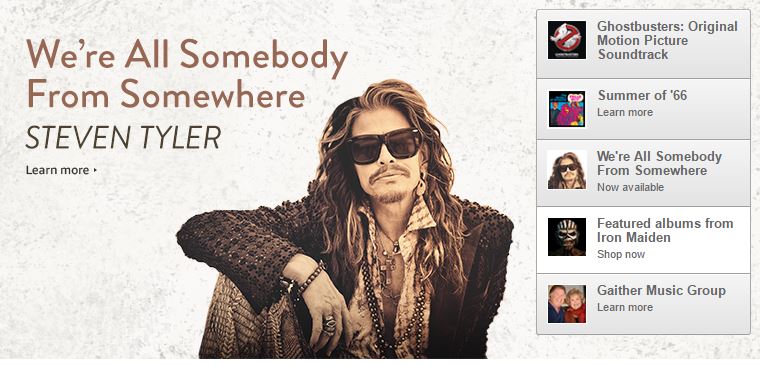 We're All Somebody
From Somewhere
STEVEN TYLER
Learn more
Ghostbusters: Original
Motion Picture
Soundtrack
Summer of '66
Learn more
We're All Somebody
From Somewhere
Now available
Featured albums from
Iron Maiden
Shop now
Gaither Music Group
Learn more